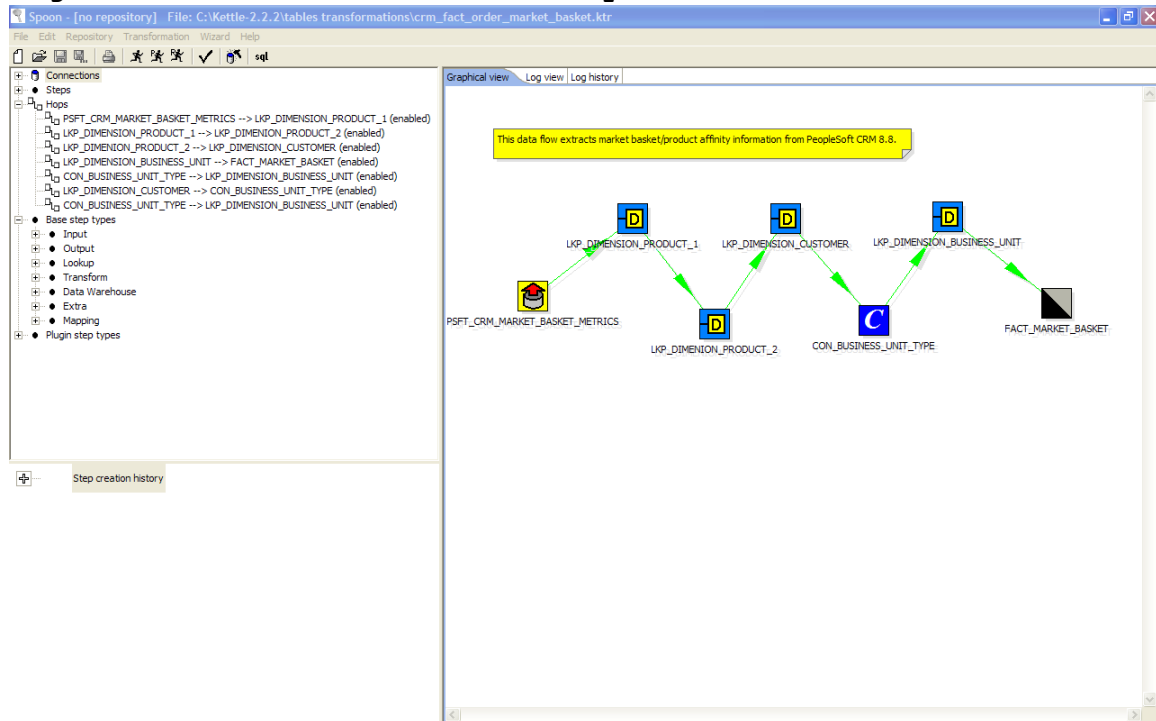 Spoon - [no repository] File: C:\Kettle-2.2.2\tables transformations\crm_fact_order_market_basket.ktr
File Edit Repository Transformation Wizard Help
sql
Connections
Steps
Hops
PSFT_CRM_MARKET_BASKET_METRICS --> LKP_DIMENSION_PRODUCT_1 (enabled)
LKP_DIMENSION_PRODUCT_1 --> LKP_DIMENION_PRODUCT_2 (enabled)
LKP_DIMENION_PRODUCT_2 --> LKP_DIMENSION_CUSTOMER (enabled)
LKP_DIMENSION_BUSINESS_UNIT --> FACT_MARKET_BASKET (enabled)
CON_BUSINESS_UNIT_TYPE --> LKP_DIMENSION_BUSINESS_UNIT (enabled)
LKP_DIMENSION_CUSTOMER --> CON_BUSINESS_UNIT_TYPE (enabled)
CON_BUSINESS_UNIT_TYPE --> LKP_DIMENSION_BUSINESS_UNIT (enabled)
Base step types
Input
Output
Lookup
Transform
Data Warehouse
Extra
Mapping
Plugin step types
Step creation history
Graphical view Log view Log history
This data flow extracts market basket/product affinity information from PeopleSoft CRM 8.8.
D D D
LKP_DIMENSION_PRODUCT_1 LKP_DIMENSION_CUSTOMER LKP_DIMENSION_BUSINESS_UNIT
D C
PSFT_CRM_MARKET_BASKET_METRICS FACT_MARKET_BASKET
LKP_DIMENION_PRODUCT_2 CON_BUSINESS_UNIT_TYPE